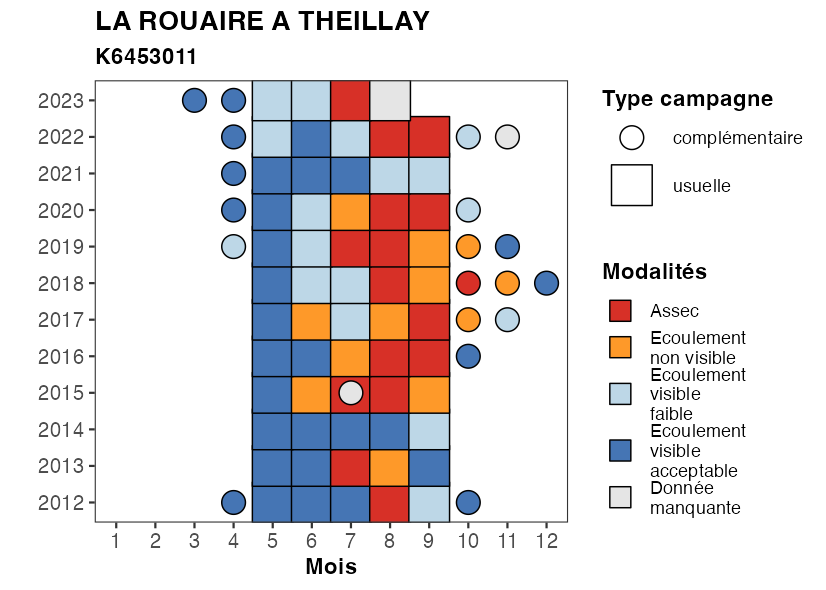 LA ROUAIRE A THEILLAY
K6453011
2023
2022
2021
2020
2019
2018
2017
2016
2015
2014
2013
2012
1 2 3 4 5 6 7 8 9 10 11 12
Mois
Type campagne
complémentaire
usuelle
Modalités
Assec
Ecoulement
non visible
Ecoulement
visible
faible
Ecoulement
visible
acceptable
Donnée
manquante